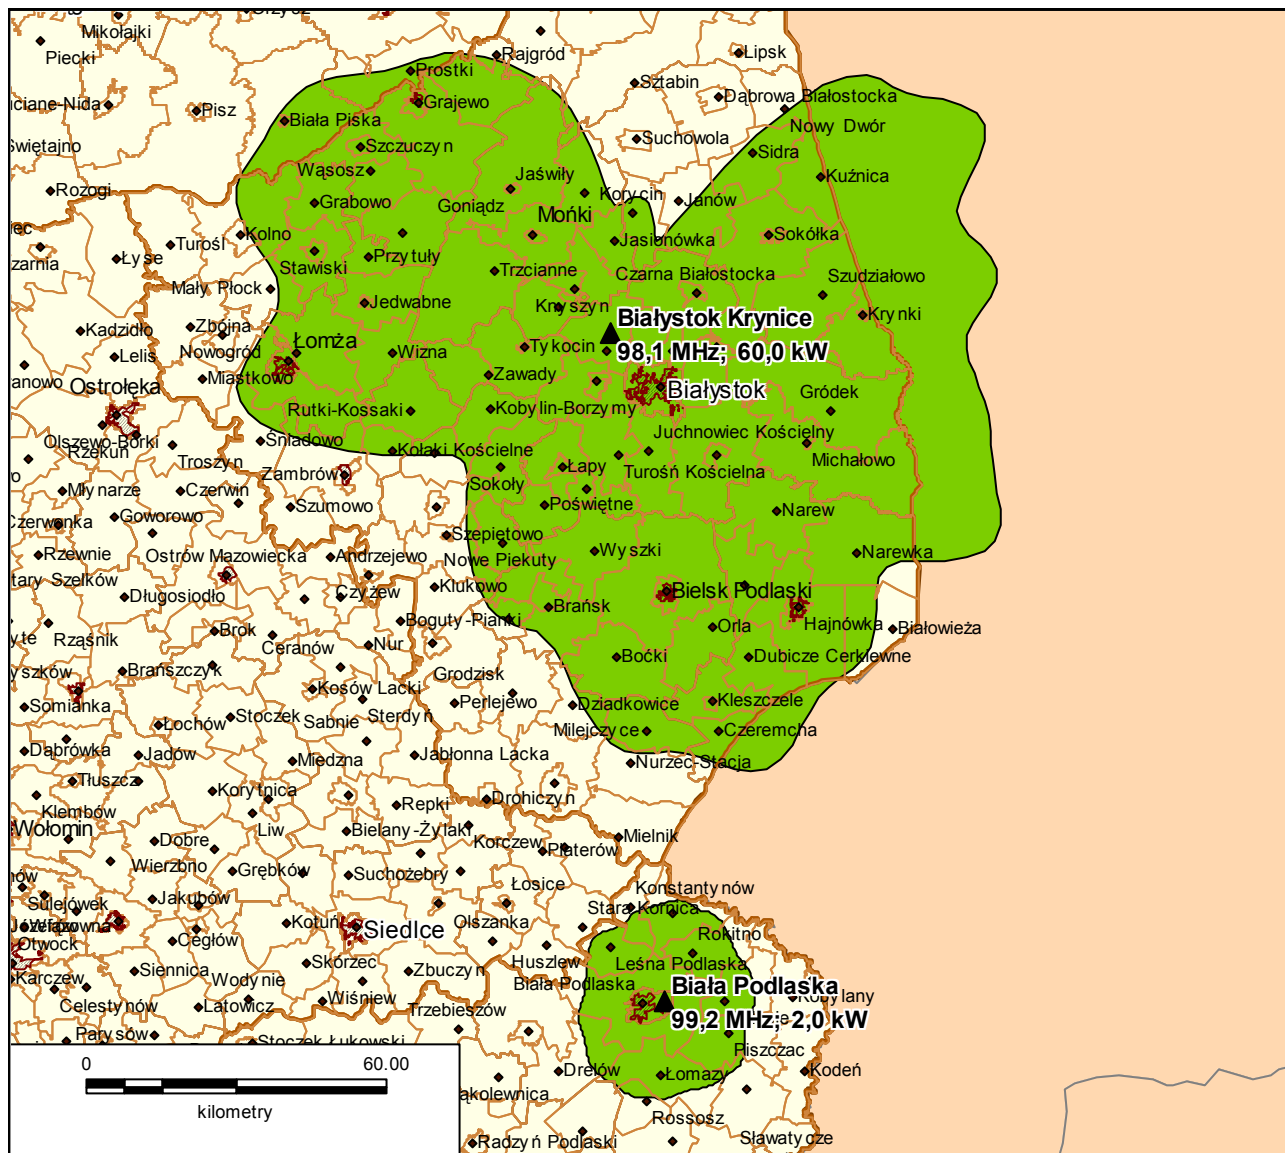 Mikołajki
Piecki
Rajgród
Lipsk
Prostki
Sztabin
Dąbrowa Białostocka
uciane-Nida
Pisz
Grajewo
Biała Piska
Nowy Dwór
Suchowola
Świętajno
Szczuczyn
Sidra
Wąsosz
Jaświły
Kuźnica
Rozogi
Korycin
Grabowo
Goniądz
Janów
Mońki
Kolno
Jasionówka
Sokółka
Turośl
Łyse
Przytuły
Stawiski
Trzcianne
Czarna Białostocka
Szudziałowo
Mały Płock
Jedwabne
Knyszyn
Krynki
Białystok Krynice
98,1 MHz; 60,0 kW
Kadzidło
Zbójna
Łomża
Tykocin
Lelis
Nowogród
Wizna
Miastkowo
Zawady
Białystok
Ostrołęka
Gródek
Rutki-Kossaki
Kobylin-Borzymy
Olszewo-Borki
Śniadowo
Juchnowiec Kościelny
Rzekuń
Kołaki Kościelne
Troszyn
Michałowo
Zambrów
Łapy
Turośń Kościelna
Sokoły
Młynarze
Czerwin
Szumowo
Poświętne
Narew
Goworowo
Czerwonka
Szepietowo
Rzewnie
Ostrów Mazowiecka
Andrzejewo
Nowe Piekuty
Wyszki
Narewka
tary Szelków
Długosiodło
Czyżew
Klukowo
Bielsk Podlaski
Brańsk
Boguty-Pianki
Hajnówka
Rząśnik
Brok
Orla
Białowieża
Ceranów
Nur
Boćki
Dubicze Cerkiewne
yszków
Brańszczyk
Grodzisk
Kosów Lacki
Perlejewo
Kleszczele
Somianka
Dziadkowice
Łochów
Stoczek
Sabnie
Sterdyń
Milejczyce
Czeremcha
Dąbrówka
Jadów
Miedzna
Jabłonna Lacka
Nurzec-Stacja
Tłuszcz
Korytnica
Repki
Drohiczyn
Klembów
Liw
Wołomin
Bielany-Żylaki
Mielnik
Dobre
Korczew
Platerów
Wierzbno
Grębków
Suchożebry
Łosice
Konstantynów
Sulejówek
Jakubów
Stara Kornica
Kotuń
Siedlce
Olszanka
Rokitno
Otwock
Cegłów
Huszlew
Leśna Podlaska
Karczew
Siennica
Skórzec
Zbuczyn
Biała Podlaska
Wodynie
Biała Podlaska
99,2 MHz; 2,0 kW
Celestynów
Latowicz
Wiśniew
Trzebieszów
Parysów
Stoczek Łukowski
Piszczac
0 60.00
kilometry
Drelów
Łomazy
Kodeń
ąkolewnica
Rossosz
Radzyń Podlaski
Sławatycze